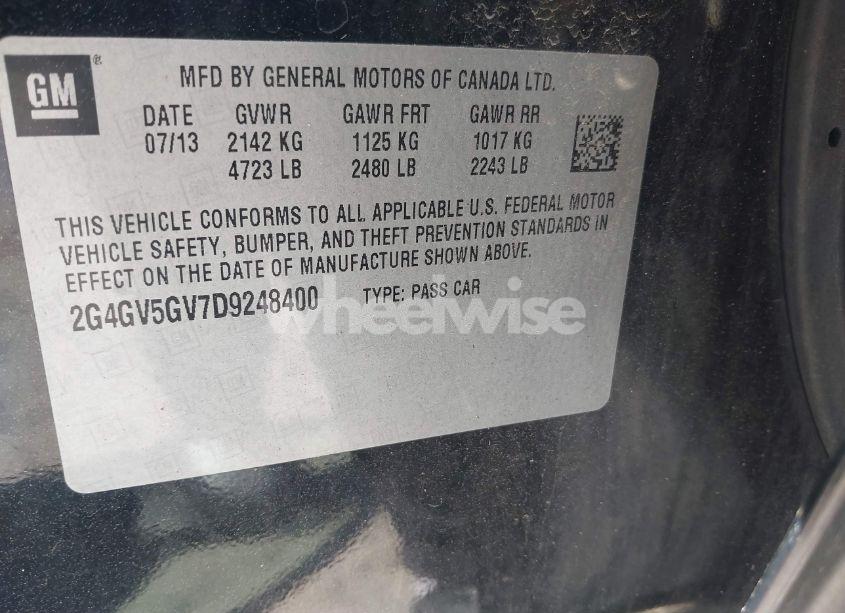 GM®
MFD BY GENERAL MOTORS OF CANADA LTD.
DATE GVWR GAWR FRT GAWR RR
07/13 2142 KG 1125 KG 1017 KG
4723 LB 2480 LB 2243 LB
THIS VEHICLE CONFORMS TO ALL APPLICABLE U.S. FEDERAL MOTOR
VEHICLE SAFETY, BUMPER, AND THEFT PREVENTION STANDARDS IN
EFFECT ON THE DATE OF MANUFACTURE SHOWN ABOVE.
2G4GV5GV7D9248400 TYPE: PASS CAR
wheelwise